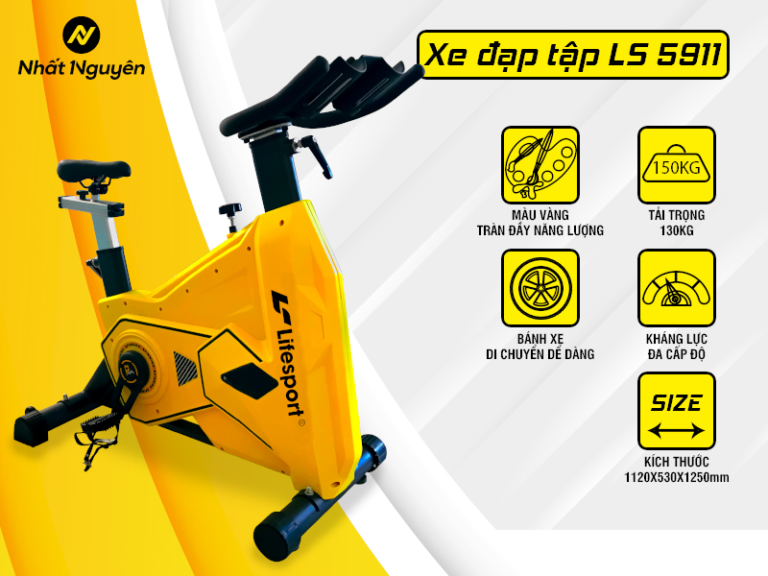 Nhất Nguyên
Xe đạp tập LS 5911
MÀU VÀNG
TRÀN ĐẦY NĂNG LƯỢNG
150KG
TẢI TRỌNG
130KG
BÁNH XE
DI CHUYỂN DỄ DÀNG
KHÁNG LỰC
ĐA CẤP ĐỘ
SIZE
KÍCH THƯỚC
1120X530X1250mm
Lifesport